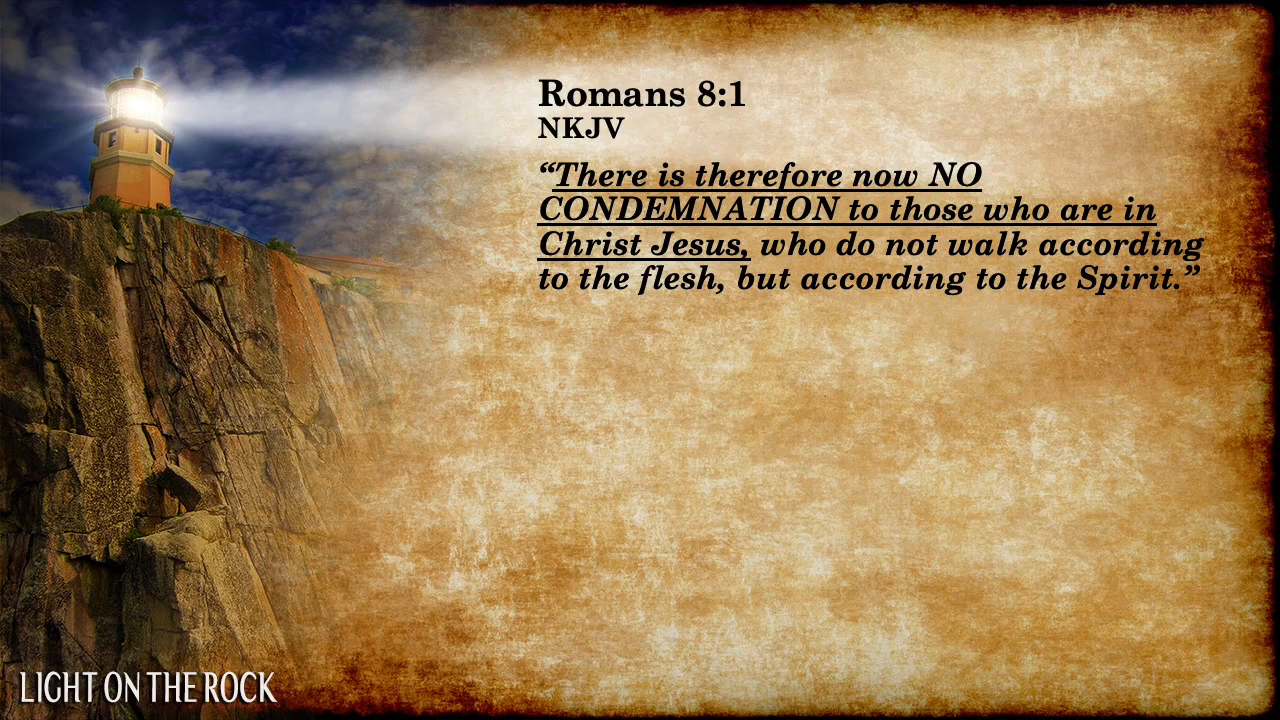 Romans 8:1
NKJV
“There is therefore now NO
CONDEMNATION to those who are in
Christ Jesus, who do not walk according
to the flesh, but according to the Spirit.”
LIGHT ON THE ROCK